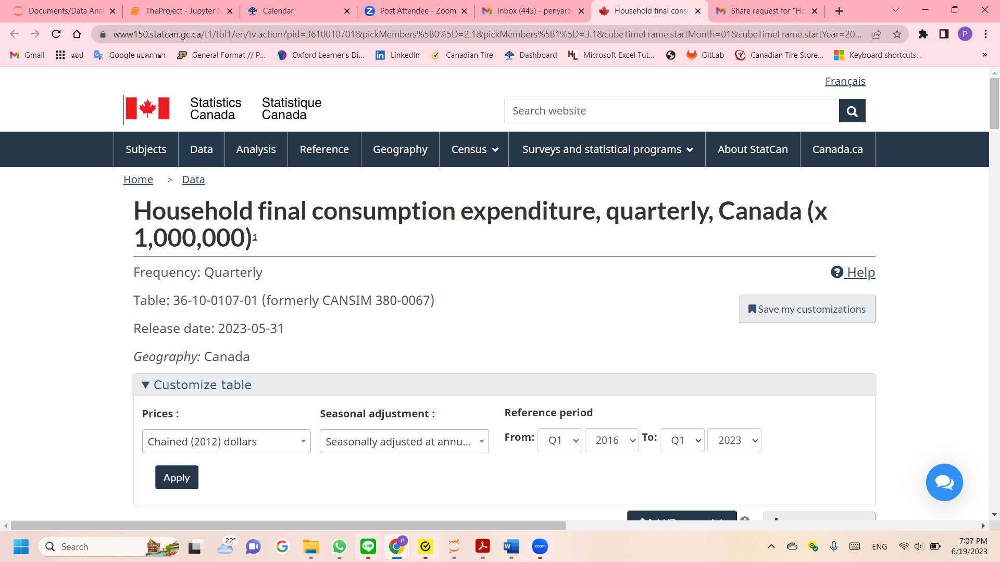 Documents/Data Anal
TheProject - Jupyter N
Calendar
Post Attendee - Zoom
Inbox (445) - penyaree
Household final consu
Share request for "Ho
www150.statcan.gc.ca/t1/tbl1/en/tv.action?pid=3610010701&pickMembers%5B0%5D=2.1&pickMembers%5B1%5D=3.1&cubeTimeFrame.startMonth=01&cubeTimeFrame.startYear=20...
P
Gmail
แอป
Google แปลภาษา
General Format // P...
Oxford Learner's Di...
LinkedIn
Canadian Tire
Dashboard
HL
Microsoft Excel Tut...
GitLab
Canadian Tire Store...
Keyboard shortcuts...
»
Français
Statistics Canada
Statistique Canada
Search website
Subjects
Data
Analysis
Reference
Geography
Census
Surveys and statistical programs
About StatCan
Canada.ca
Home > Data
Household final consumption expenditure, quarterly, Canada (x
1,000,000)1
Frequency: Quarterly
Help
Table: 36-10-0107-01 (formerly CANSIM 380-0067)
Save my customizations
Release date: 2023-05-31
Geography: Canada
Customize table
Prices :
Seasonal adjustment :
Reference period
Chained (2012) dollars
Seasonally adjusted at annu...
From: Q1 2016 To: Q1 2023
Apply
Search
22°
LINE
P
W
zoom
ENG
7:07 PM
6/19/2023